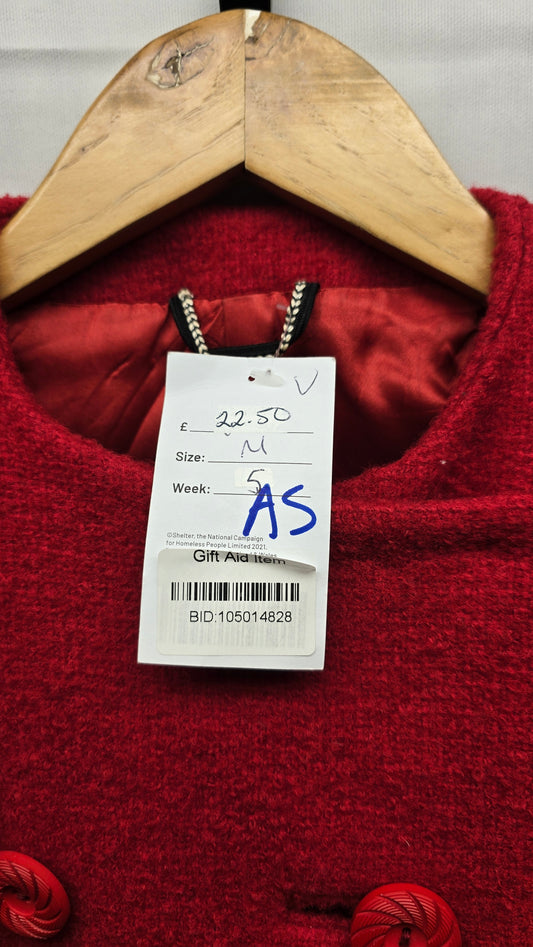 V
£ 22.50
Size: M
Week: 5
AS
©Shelter, the National Campaign
for Homeless People Limited 2021.
Gift Aid Item
BID:105014828